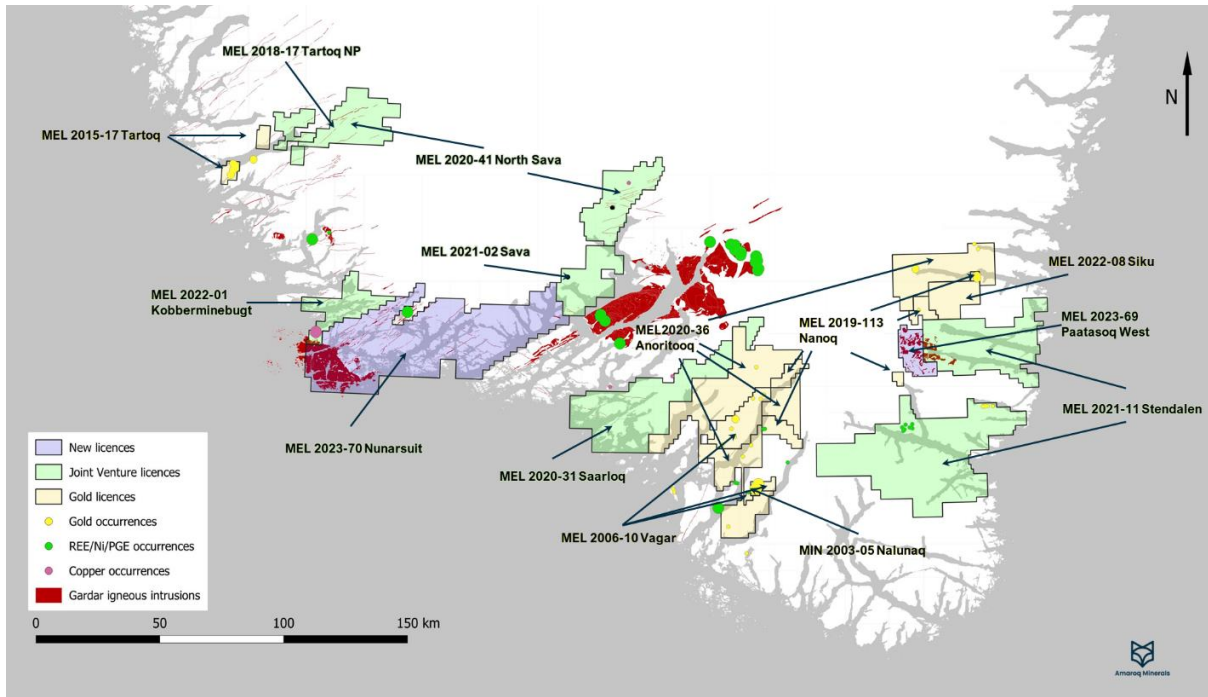 MEL 2018-17 Tartoq NP
N
MEL 2015-17 Tartoq
MEL 2020-41 North Sava
MEL 2021-02 Sava
MEL 2022-08 Siku
MEL 2022-01
Kobberminebugt
MEL2020-36
Anoritooq
MEL 2019-113
Nanoq
MEL 2023-69
Paatasoq West
MEL 2021-11 Stendalen
MEL 2023-70 Nunarsuit
MEL 2020-31 Saarloq
MEL 2006-10 Vagar
MIN 2003-05 Nalunaq
New licences
Joint Venture licences
Gold licences
Gold occurrences
REE/Ni/PGE occurrences
Copper occurrences
Gardar igneous intrusions
0 50 100 150 km
Amaroq Minerals